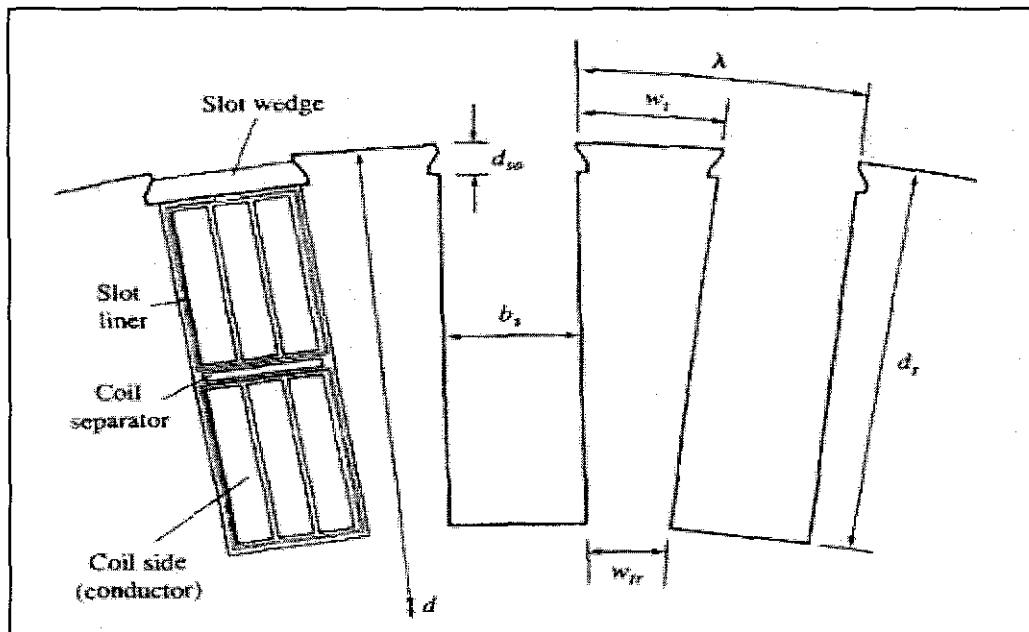 λ
Slot wedge
w_t
d_so
Slot
liner
b_s
d_s
Coil
separator
Coil side
(conductor)
w_tr
d